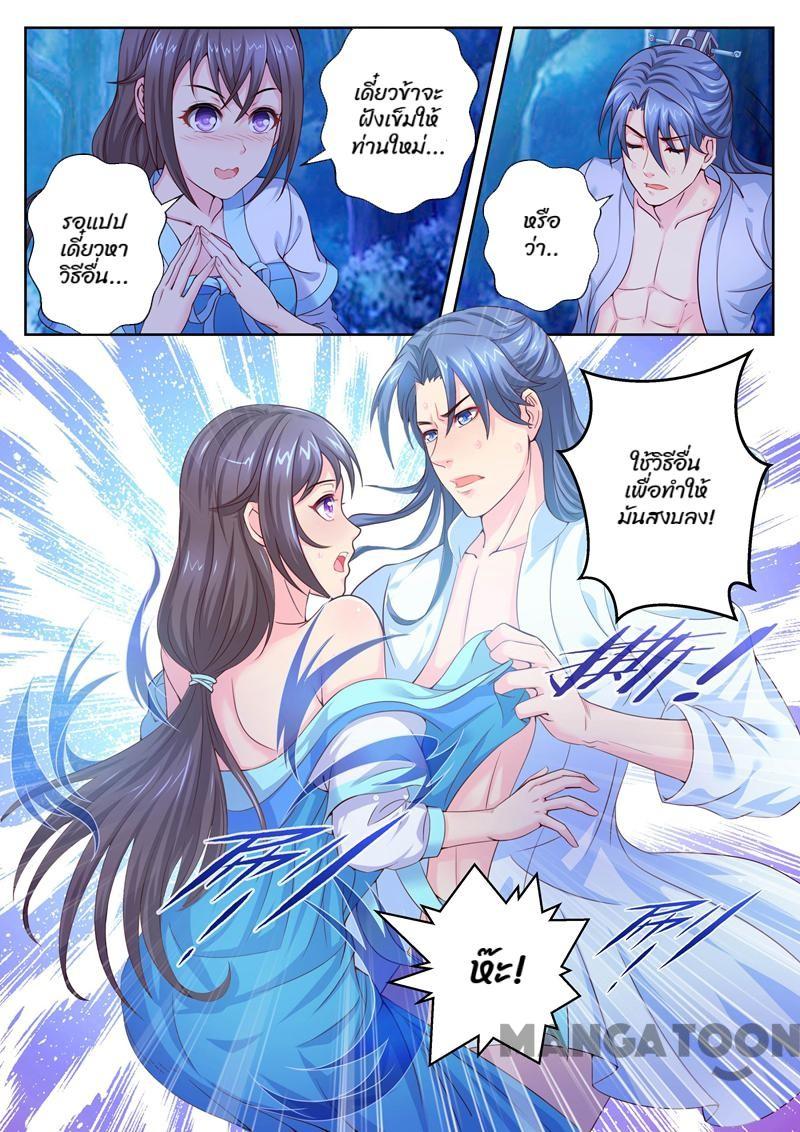 เดี๋ยวข้าจะ
ฝังเข็มให้
ท่านใหม่...
รอแปป
เดี๋ยวหา
วิธีอื่น...
หรือ
ว่า..
ใช้วิธีอื่น
เพื่อทำให้
มันสงบลง!
撕!
ห๊ะ!
MANGATOON